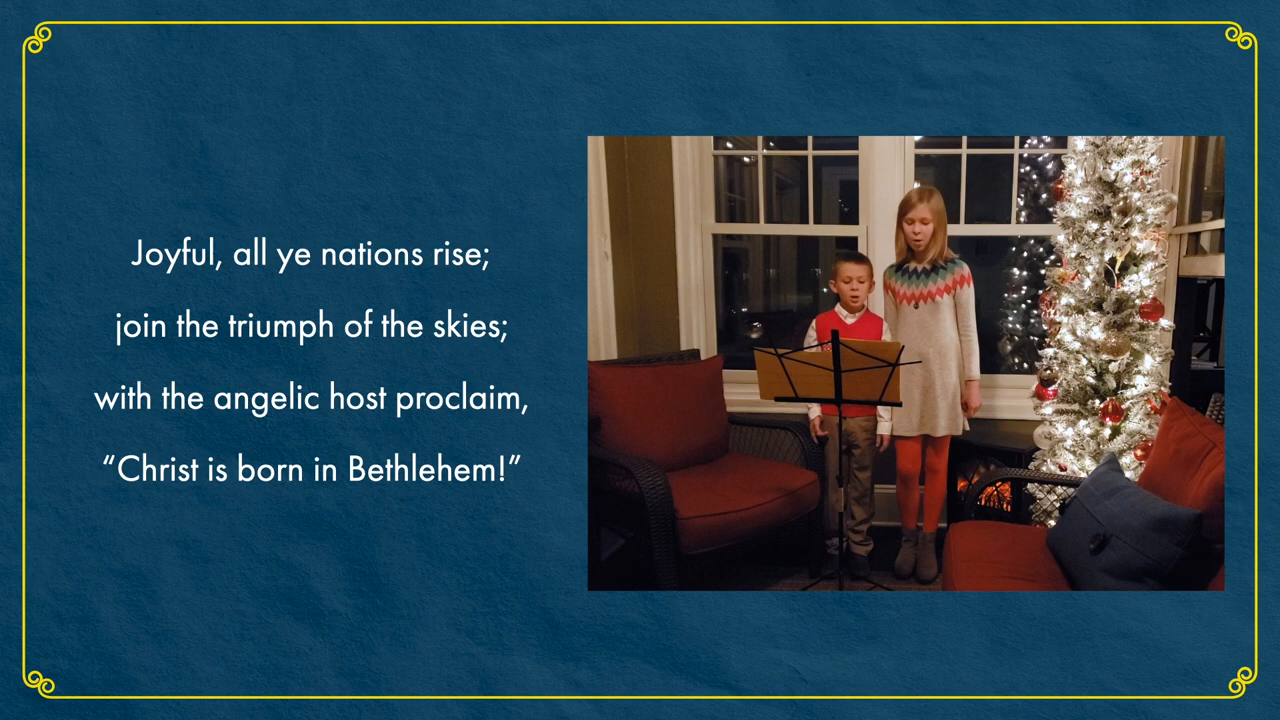 Joyful, all ye nations rise;
join the triumph of the skies;
with the angelic host proclaim,
“Christ is born in Bethlehem!”